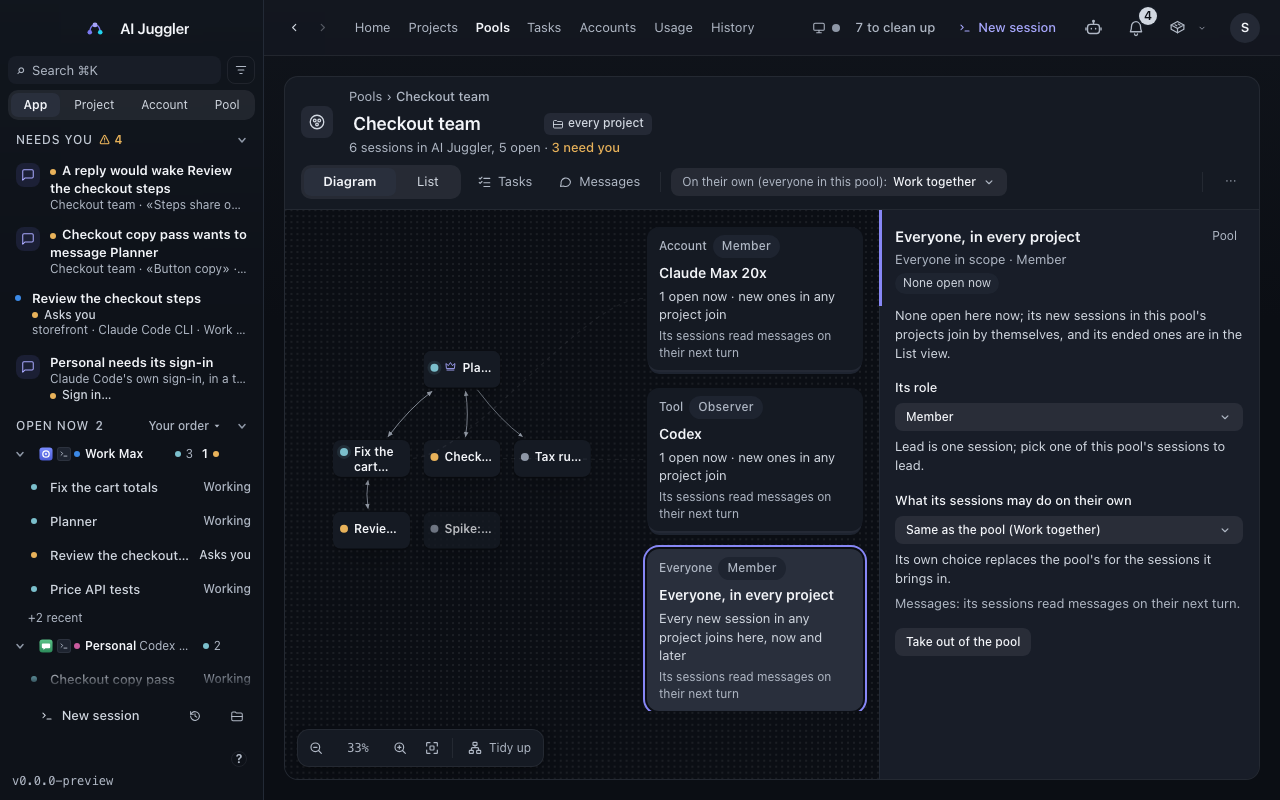 AI Juggler
Search ⌘K
App
Project
Account
Pool
NEEDS YOU 4
A reply would wake Review
the checkout steps
Checkout team · «Steps share o…
Checkout copy pass wants to
message Planner
Checkout team · «Button copy» ·…
Review the checkout steps
Asks you
storefront · Claude Code CLI · Work …
Personal needs its sign-in
Claude Code's own sign-in, in a t…
Sign in…
OPEN NOW 2
Your order
Work Max
3
1
Fix the cart totals
Working
Planner
Working
Review the checkout…
Asks you
Price API tests
Working
+2 recent
Personal Codex …
2
Checkout copy pass
Working
New session
?
v0.0.0-preview
Home
Projects
Pools
Tasks
Accounts
Usage
History
7 to clean up
New session
4
S
Pools › Checkout team
Checkout team
every project
6 sessions in AI Juggler, 5 open · 3 need you
Diagram
List
Tasks
Messages
On their own (everyone in this pool): Work together
…
Pla…
Fix the
cart…
Check…
Tax ru…
Revie…
Spike:…
Account
Member
Claude Max 20x
1 open now · new ones in any
project join
Its sessions read messages on
their next turn
Tool
Observer
Codex
1 open now · new ones in any
project join
Its sessions read messages on
their next turn
Everyone
Member
Everyone, in every project
Every new session in any
project joins here, now and
later
Its sessions read messages on
their next turn
33%
Tidy up
Everyone, in every project
Pool
Everyone in scope · Member
None open now
None open here now; its new sessions in this pool's
projects join by themselves, and its ended ones are in the
List view.
Its role
Member
Lead is one session; pick one of this pool's sessions to
lead.
What its sessions may do on their own
Same as the pool (Work together)
Its own choice replaces the pool's for the sessions it
brings in.
Messages: its sessions read messages on their next turn.
Take out of the pool